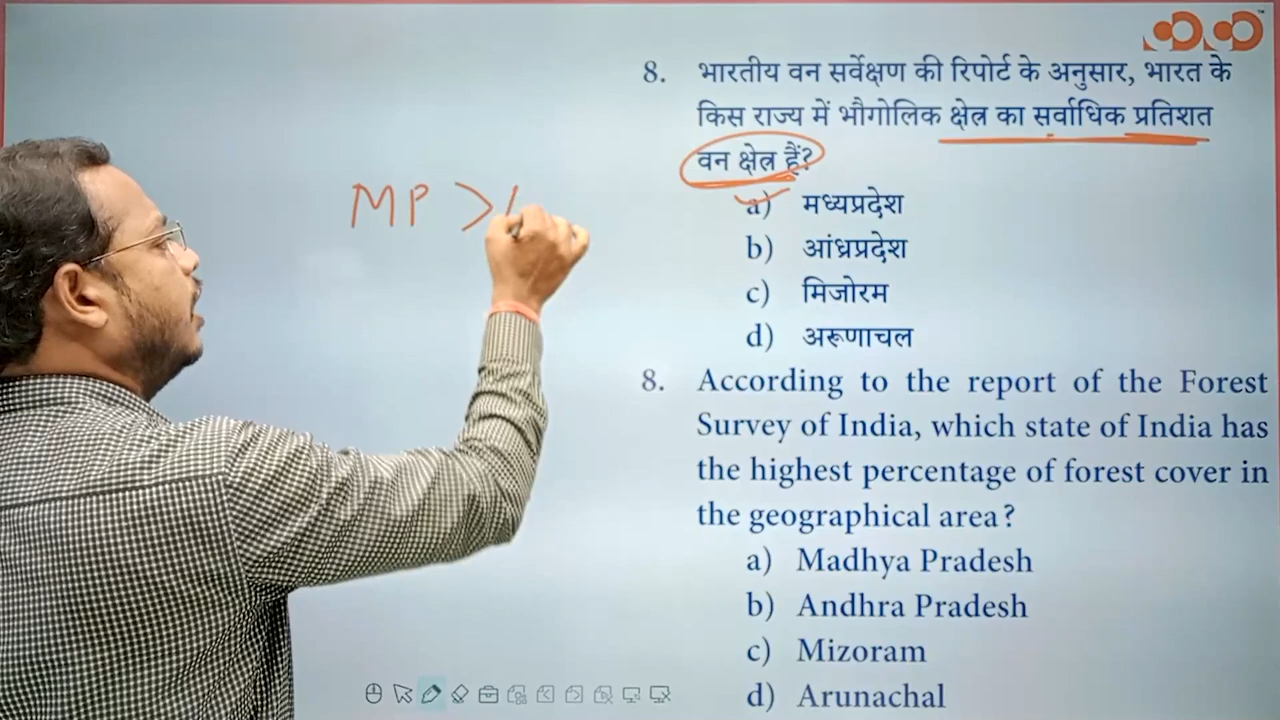 MP >
8. भारतीय वन सर्वेक्षण की रिपोर्ट के अनुसार, भारत के
किस राज्य में भौगोलिक क्षेत्र का सर्वाधिक प्रतिशत
वन क्षेत्र हैं?
a) मध्यप्रदेश
b) आंध्रप्रदेश
c) मिजोरम
d) अरूणाचल
8. According to the report of the Forest
Survey of India, which state of India has
the highest percentage of forest cover in
the geographical area?
a) Madhya Pradesh
b) Andhra Pradesh
c) Mizoram
d) Arunachal